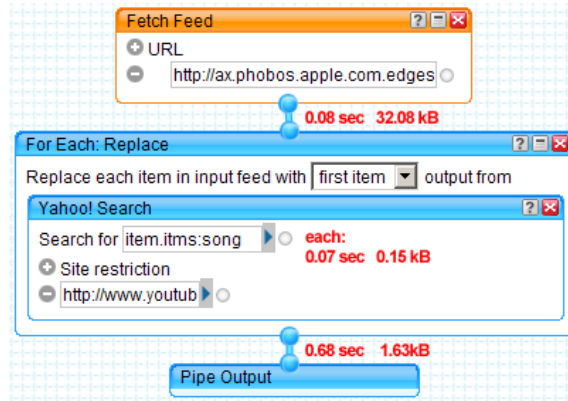 Fetch Feed ?
URL
http://ax.phobos.apple.com.edges
0.08 sec 32.08 kB
For Each: Replace ?
Replace each item in input feed with first item output from
Yahoo! Search ?
Search for item.itms:song
each:
0.07 sec 0.15 kB
Site restriction
http://www.youtub
0.68 sec 1.63kB
Pipe Output